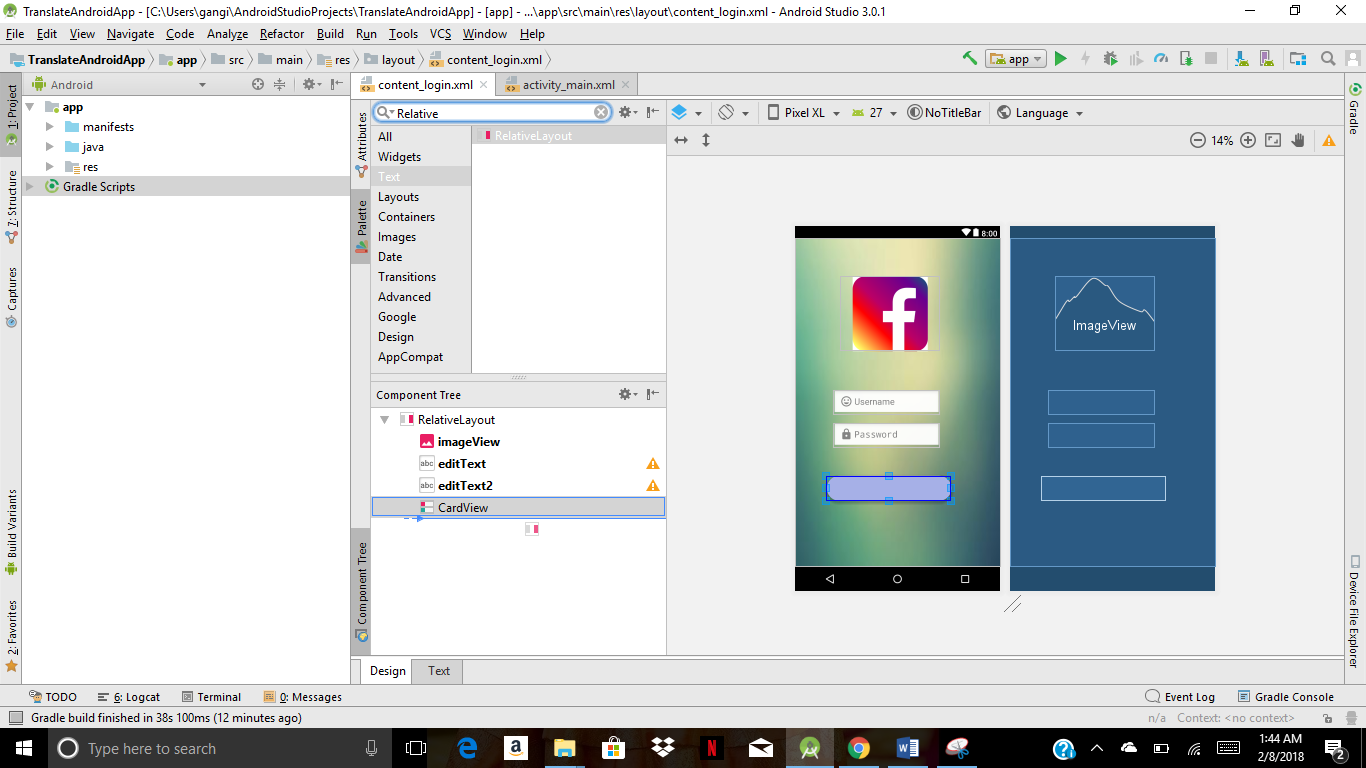 TranslateAndroidApp - [C:\Users\gangi\AndroidStudioProjects\TranslateAndroidApp] - [app] - ...\app\src\main\res\layout\content_login.xml - Android Studio 3.0.1
File Edit View Navigate Code Analyze Refactor Build Run Tools VCS Window Help
TranslateAndroidApp app src main res layout content_login.xml app
Android
content_login.xml activity_main.xml
1: Project
7: Structure
Captures
Build Variants
2: Favorites
app
manifests
java
res
Gradle Scripts
Attributes
Palette
Component Tree
Relative
All
Widgets
Text
Layouts
Containers
Images
Date
Transitions
Advanced
Google
Design
AppCompat
RelativeLayout
Component Tree
RelativeLayout
imageView
abc editText
abc editText2
CardView
Pixel XL 27 NoTitleBar Language
14%
8:00
f
Username
Password
ImageView
Gradle
Device File Explorer
Design Text
TODO 6: Logcat Terminal 0: Messages Event Log Gradle Console
Gradle build finished in 38s 100ms (12 minutes ago) n/a Context: <no context>
Type here to search
a
N
1:44 AM
2/8/2018
2